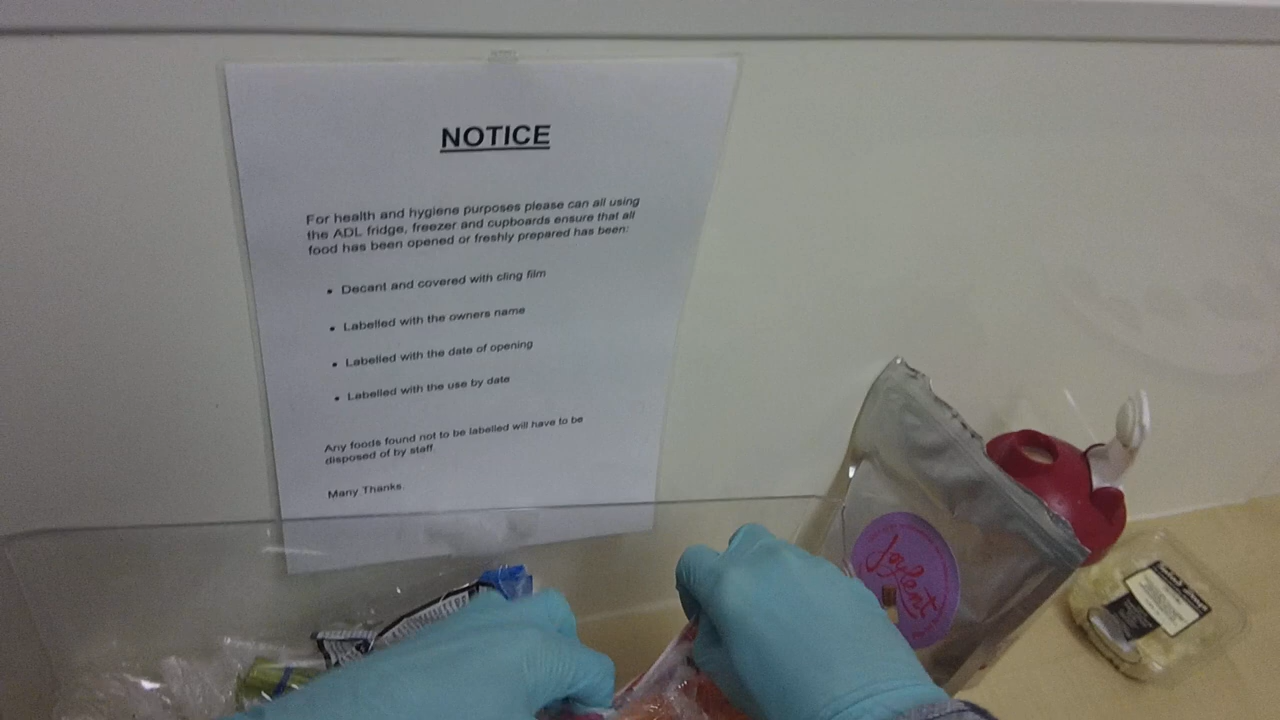 NOTICE
For health and hygiene purposes please can all using
the ADL fridge, freezer and cupboards ensure that all
food has been opened or freshly prepared has been:
• Decant and covered with cling film
• Labelled with the owners name
• Labelled with the date of opening
• Labelled with the use by date
Any foods found not to be labelled will have to be
disposed of by staff.
Many Thanks.